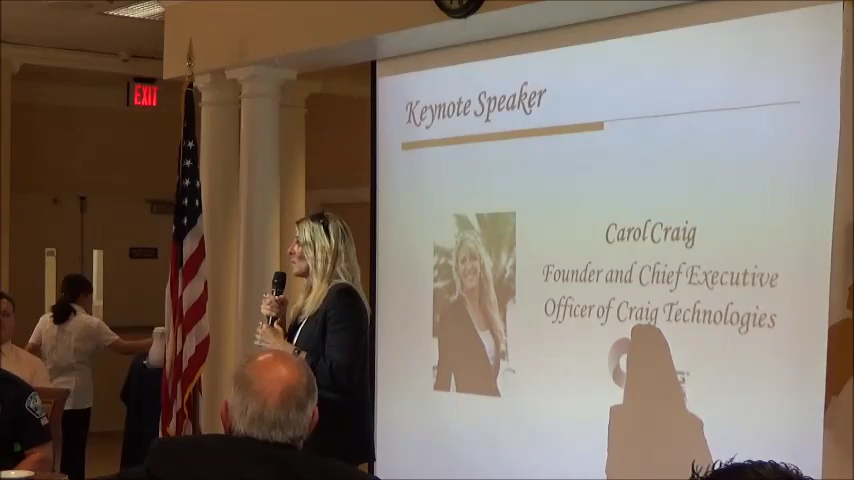 EXIT
Keynote Speaker
Carol Craig
Founder and Chief Executive
Officer of Craig Technologies